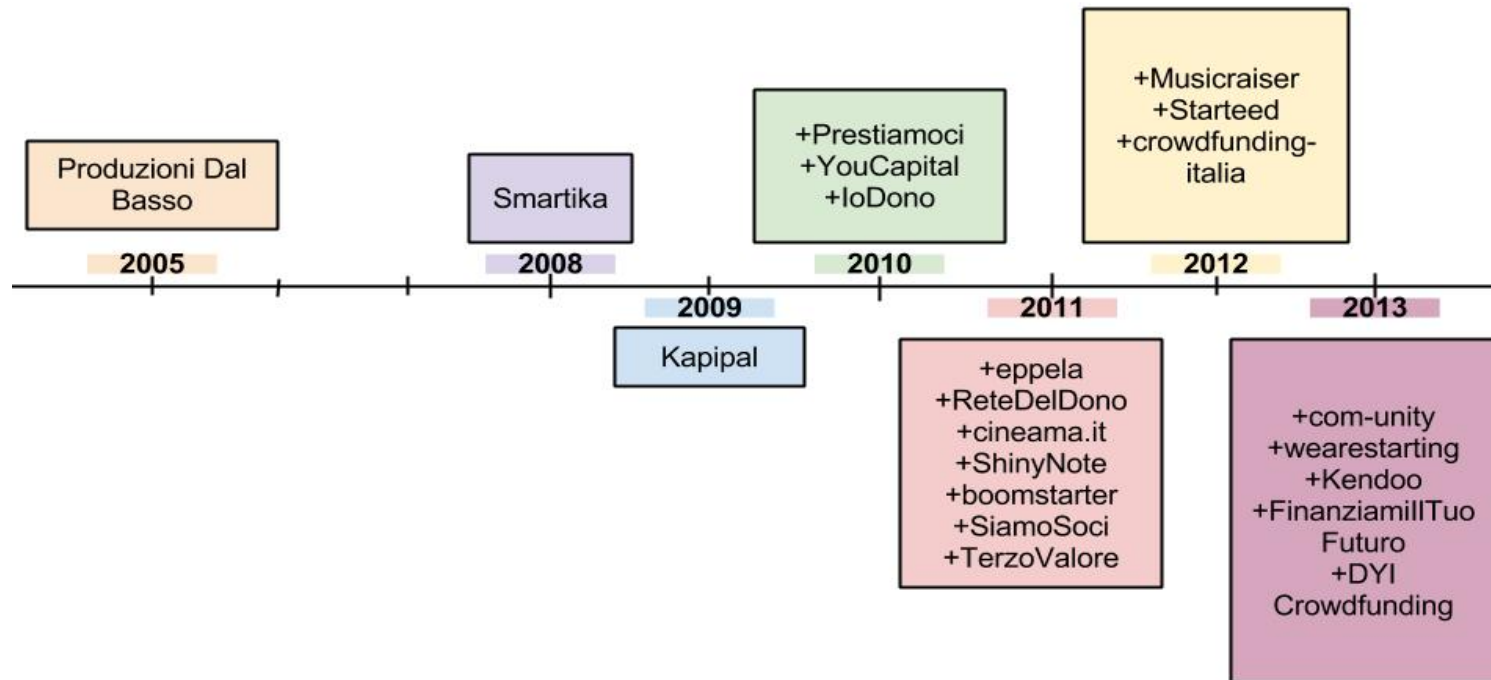 Produzioni Dal
Basso
2005
Smartika
2008
2009
Kapipal
+Prestiamoci
+YouCapital
+IoDono
2010
2011
+eppela
+ReteDelDono
+cineama.it
+ShinyNote
+boomstarter
+SiamoSoci
+TerzoValore
+Musicraiser
+Starteed
+crowdfunding-
italia
2012
2013
+com-unity
+wearestarting
+Kendoo
+FinanziamiIlTuo
Futuro
+DYI
Crowdfunding